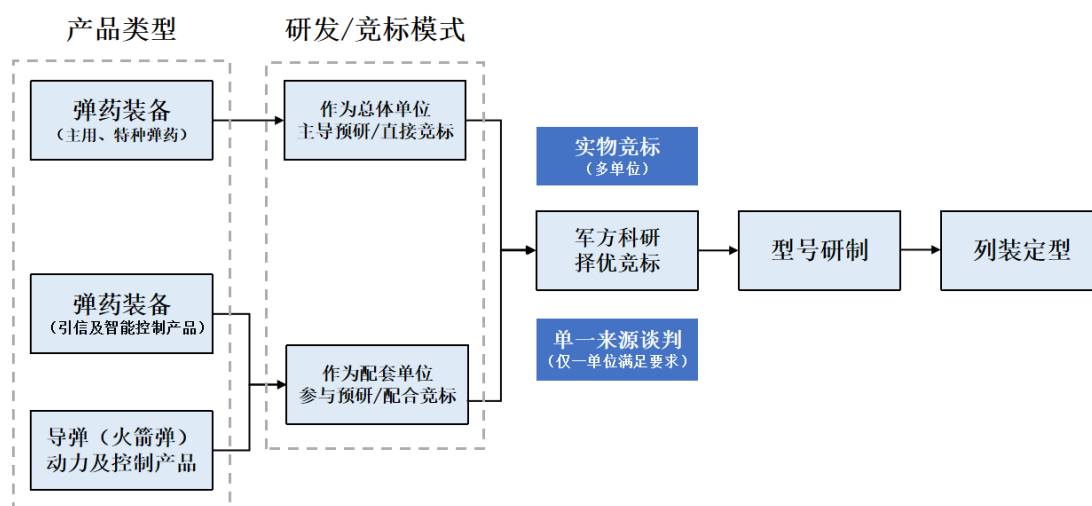 产品类型
研发/竞标模式
弹药装备
（主用、特种弹药）
作为总体单位
主导预研/直接竞标
实物竞标
（多单位）
军方科研
择优竞标
型号研制
列装定型
弹药装备
（引信及智能控制产品）
作为配套单位
参与预研/配合竞标
单一来源谈判
（仅一单位满足要求）
导弹（火箭弹）
动力及控制产品